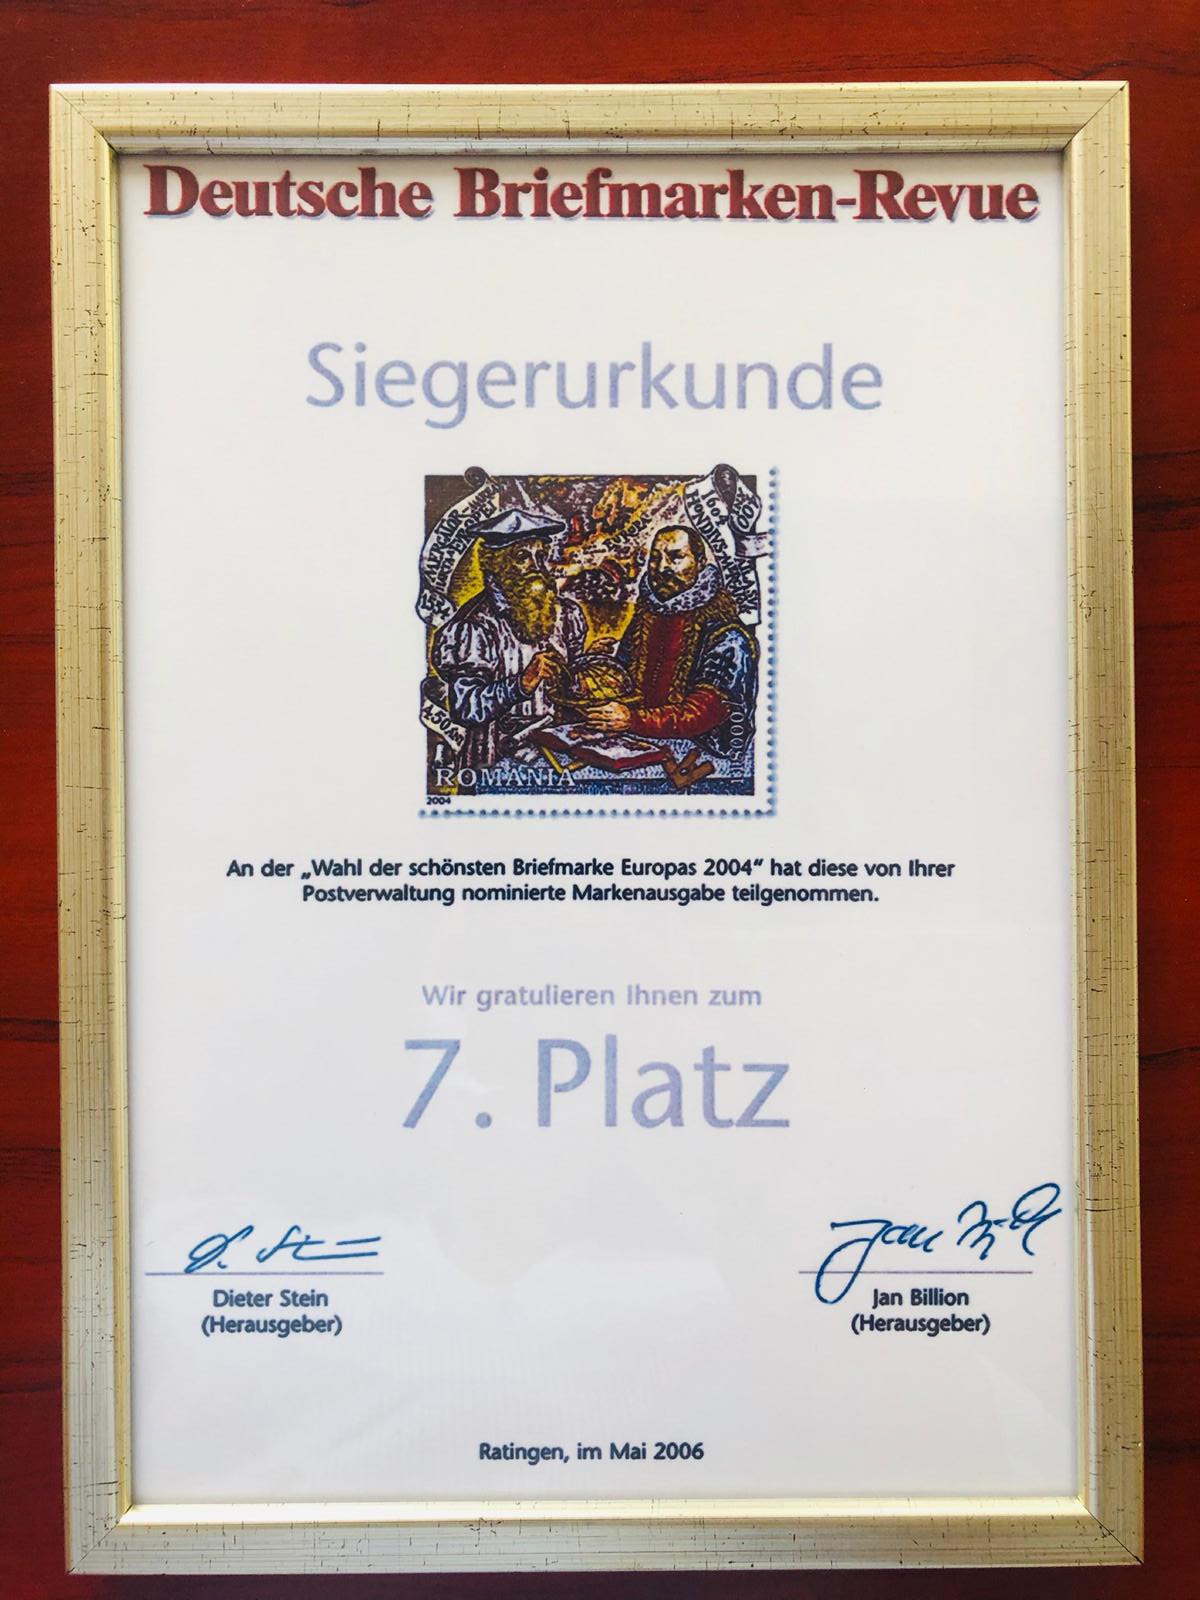 Deutsche Briefmarken-Revue
Siegerurkunde
1554
1604
ROMANIA
2004
An der „Wahl der schönsten Briefmarke Europas 2004“ hat diese von Ihrer
Postverwaltung nominierte Markenausgabe teilgenommen.
Wir gratulieren Ihnen zum
7. Platz
Dieter Stein
(Herausgeber)
Jan Billion
(Herausgeber)
Ratingen, im Mai 2006